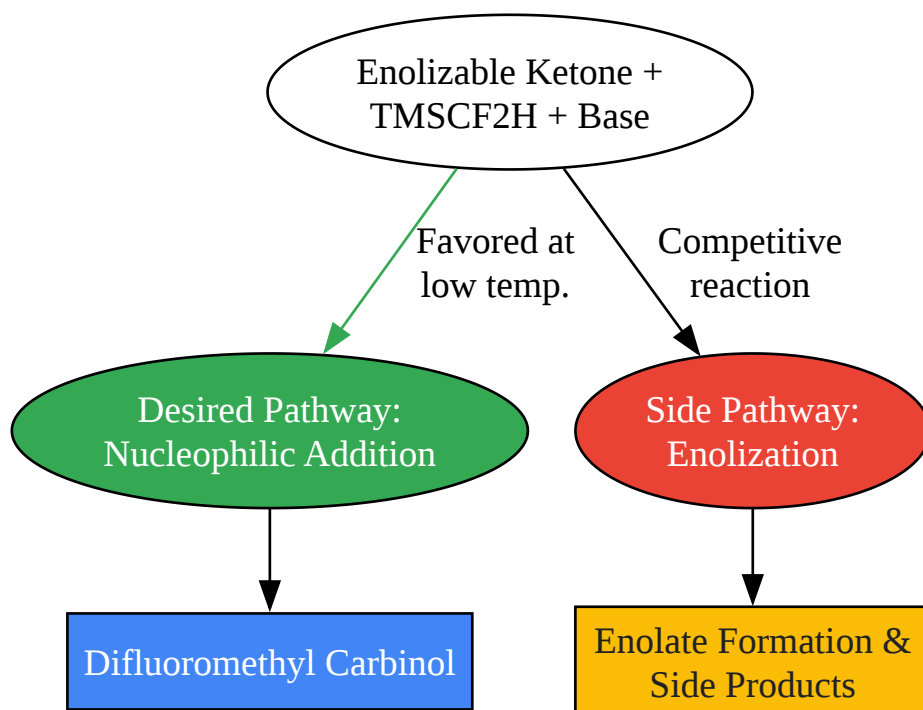 Enolizable Ketone +
TMSCF2H + Base
Favored at
low temp.
Competitive
reaction
Desired Pathway:
Nucleophilic Addition
Side Pathway:
Enolization
Difluoromethyl Carbinol
Enolate Formation &
Side Products